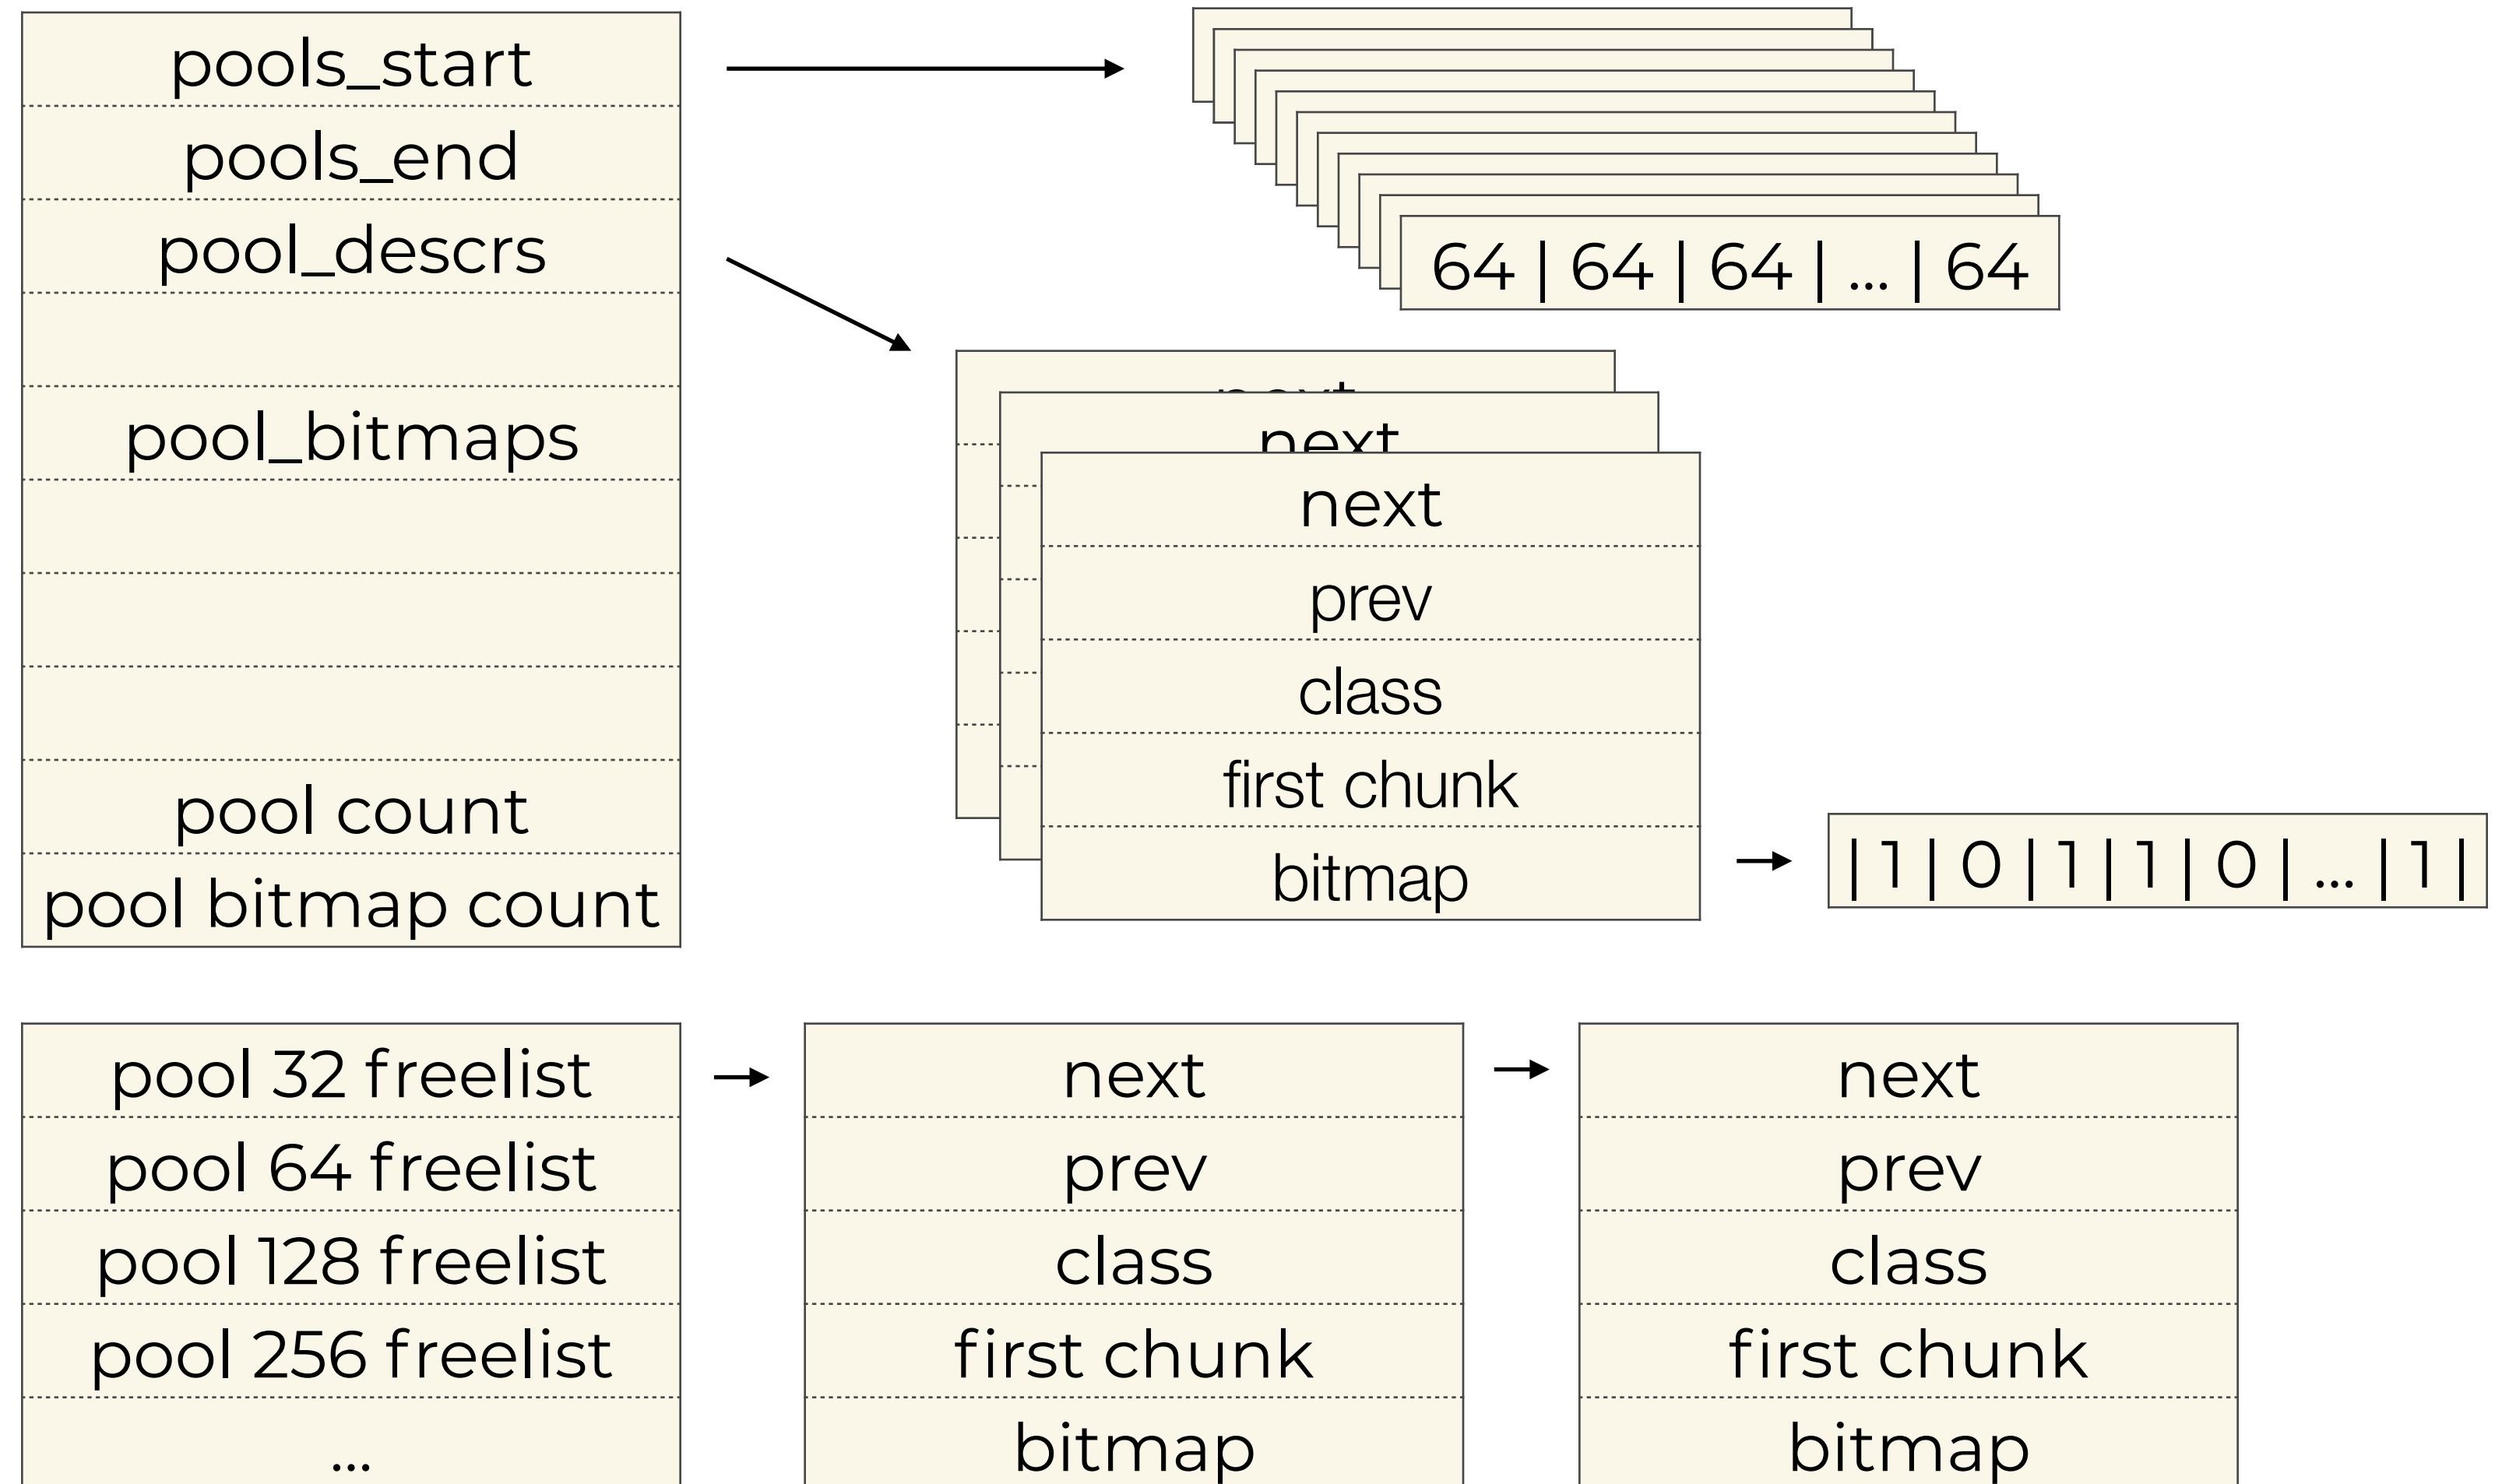 pools_start
pools_end
pool_descrs
pool_bitmaps
pool count
pool bitmap count
64 | 64 | 64 | ... | 64
next
next
next
prev
class
first chunk
bitmap
| 1 | 0 | 1 | 1 | 0 | ... | 1 |
pool 32 freelist
pool 64 freelist
pool 128 freelist
pool 256 freelist
...
next
prev
class
first chunk
bitmap
next
prev
class
first chunk
bitmap